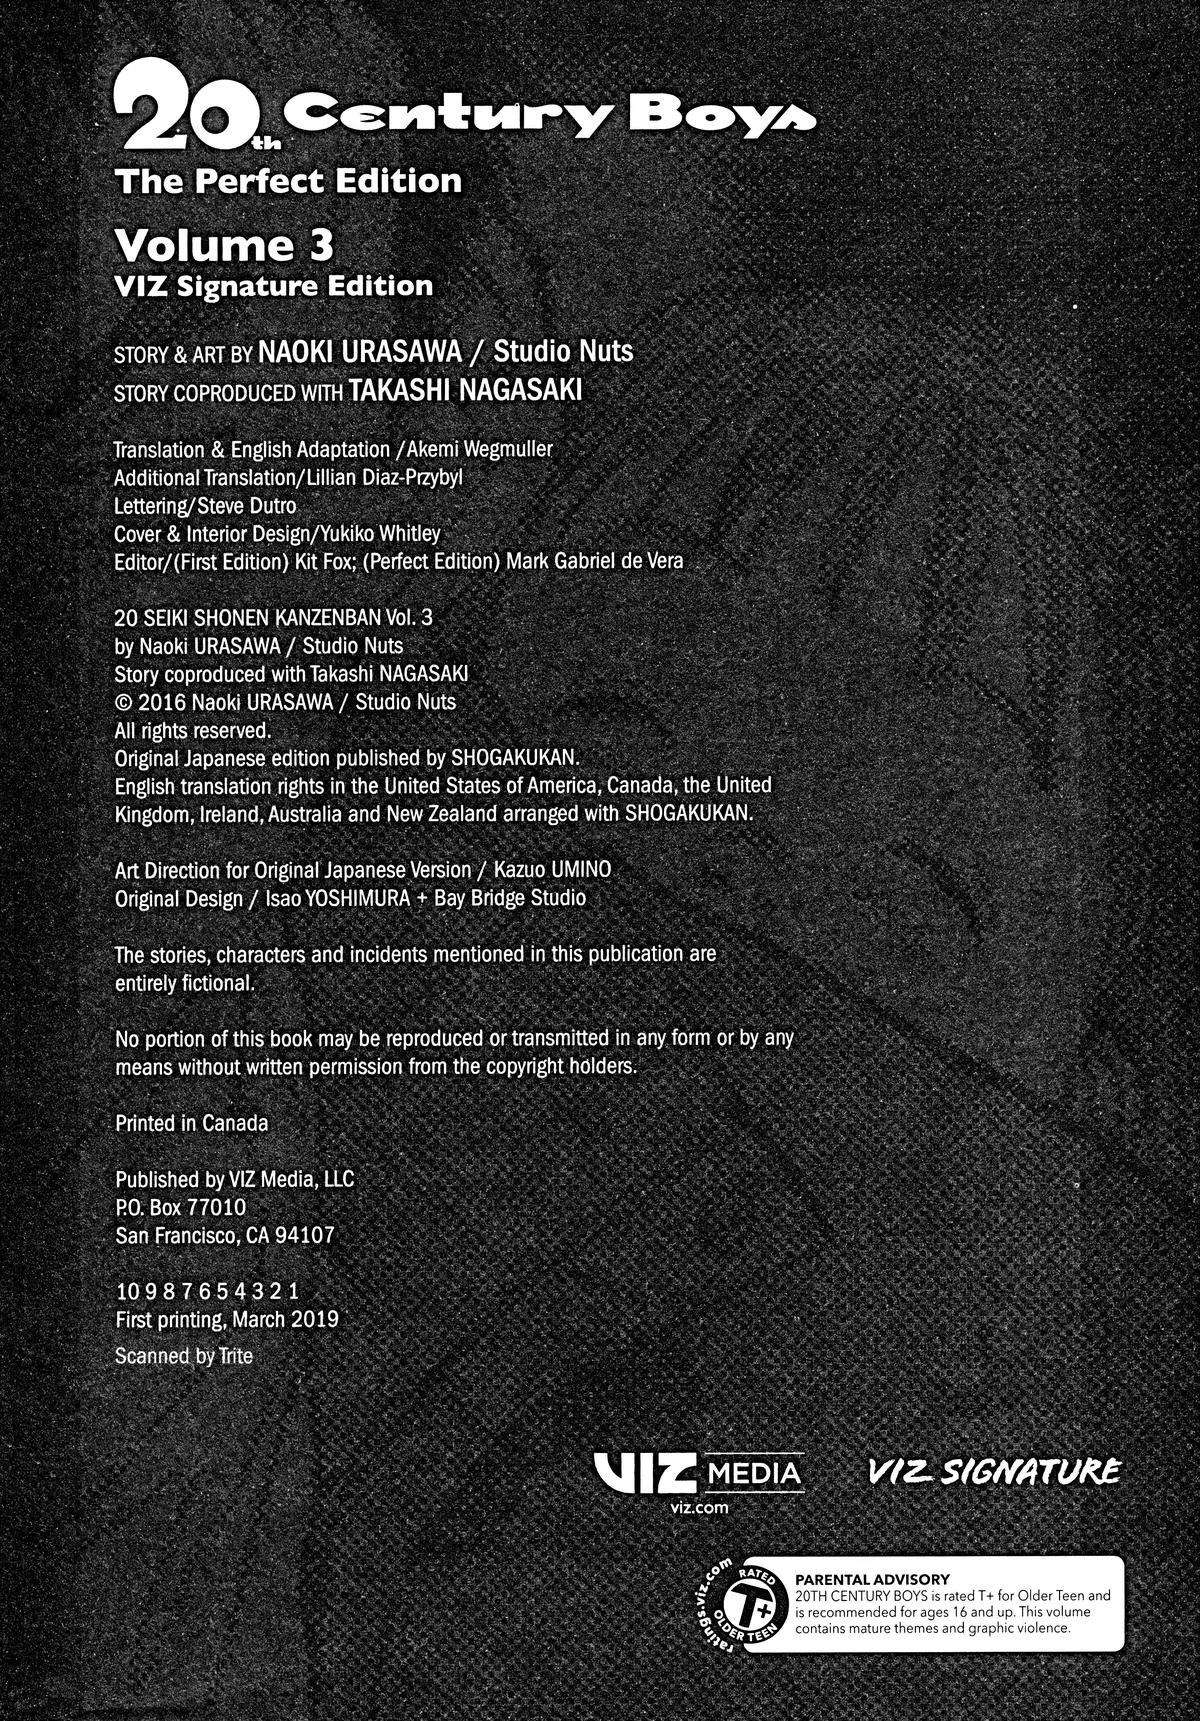 20th Century Boys
The Perfect Edition
Volume 3
VIZ Signature Edition
STORY & ART BY NAOKI URASAWA / Studio Nuts
STORY COPRODUCED WITH TAKASHI NAGASAKI
Translation & English Adaptation /Akemi Wegmuller
Additional Translation/Lillian Diaz-Przybyl
Lettering/Steve Dutro
Cover & Interior Design/Yukiko Whitley
Editor/(First Edition) Kit Fox; (Perfect Edition) Mark Gabriel de Vera
20 SEIKI SHONEN KANZENBAN Vol. 3
by Naoki URASAWA / Studio Nuts
Story coproduced with Takashi NAGASAKI
© 2016 Naoki URASAWA / Studio Nuts
All rights reserved.
Original Japanese edition published by SHOGAKUKAN.
English translation rights in the United States of America, Canada, the United
Kingdom, Ireland, Australia and New Zealand arranged with SHOGAKUKAN.
Art Direction for Original Japanese Version / Kazuo UMINO
Original Design / Isao YOSHIMURA + Bay Bridge Studio
The stories, characters and incidents mentioned in this publication are
entirely fictional.
No portion of this book may be reproduced or transmitted in any form or by any
means without written permission from the copyright holders.
Printed in Canada
Published by VIZ Media, LLC
P.O. Box 77010
San Francisco, CA 94107
10 9 8 7 6 5 4 3 2 1
First printing, March 2019
Scanned by Trite
VIZ MEDIA
viz.com
VIZ SIGNATURE
ratings.viz.com
RATED
T+
OLDER TEEN
PARENTAL ADVISORY
20TH CENTURY BOYS is rated T+ for Older Teen and
is recommended for ages 16 and up. This volume
contains mature themes and graphic violence.